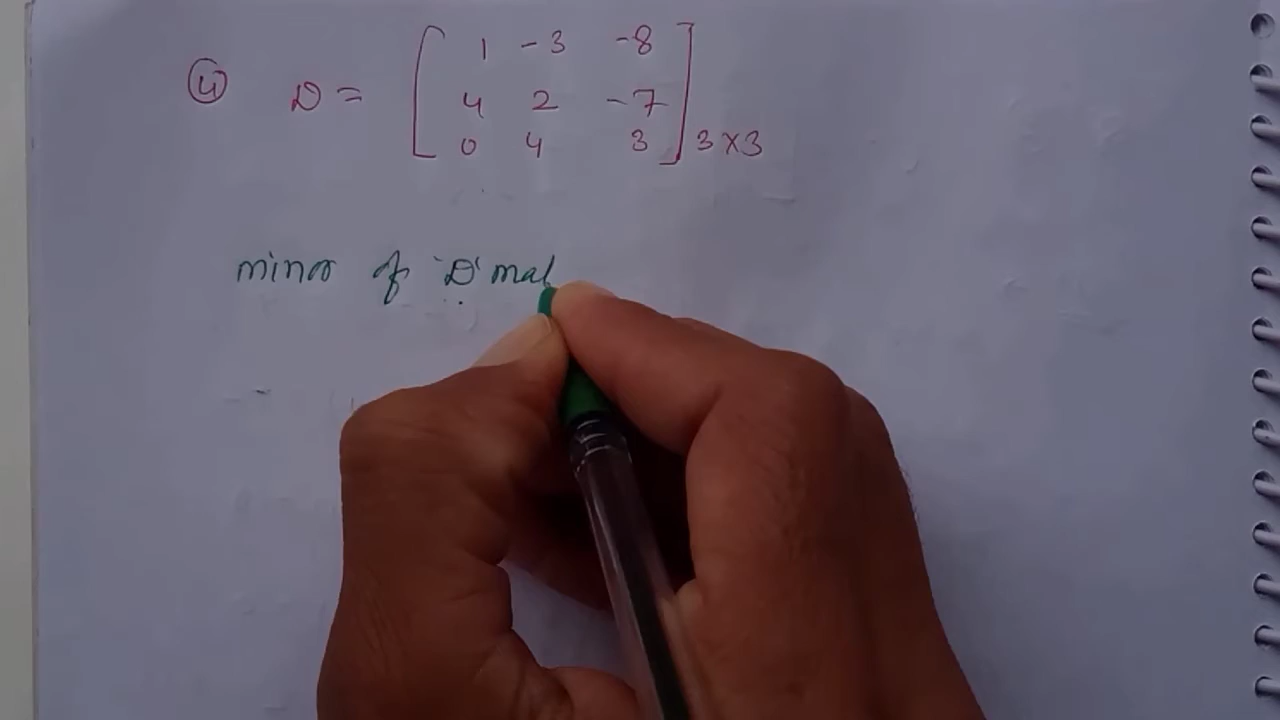 ④ D = [ 1 -3 -8
4 2 -7
0 4 3 ] 3×3
minor of 'D' mat